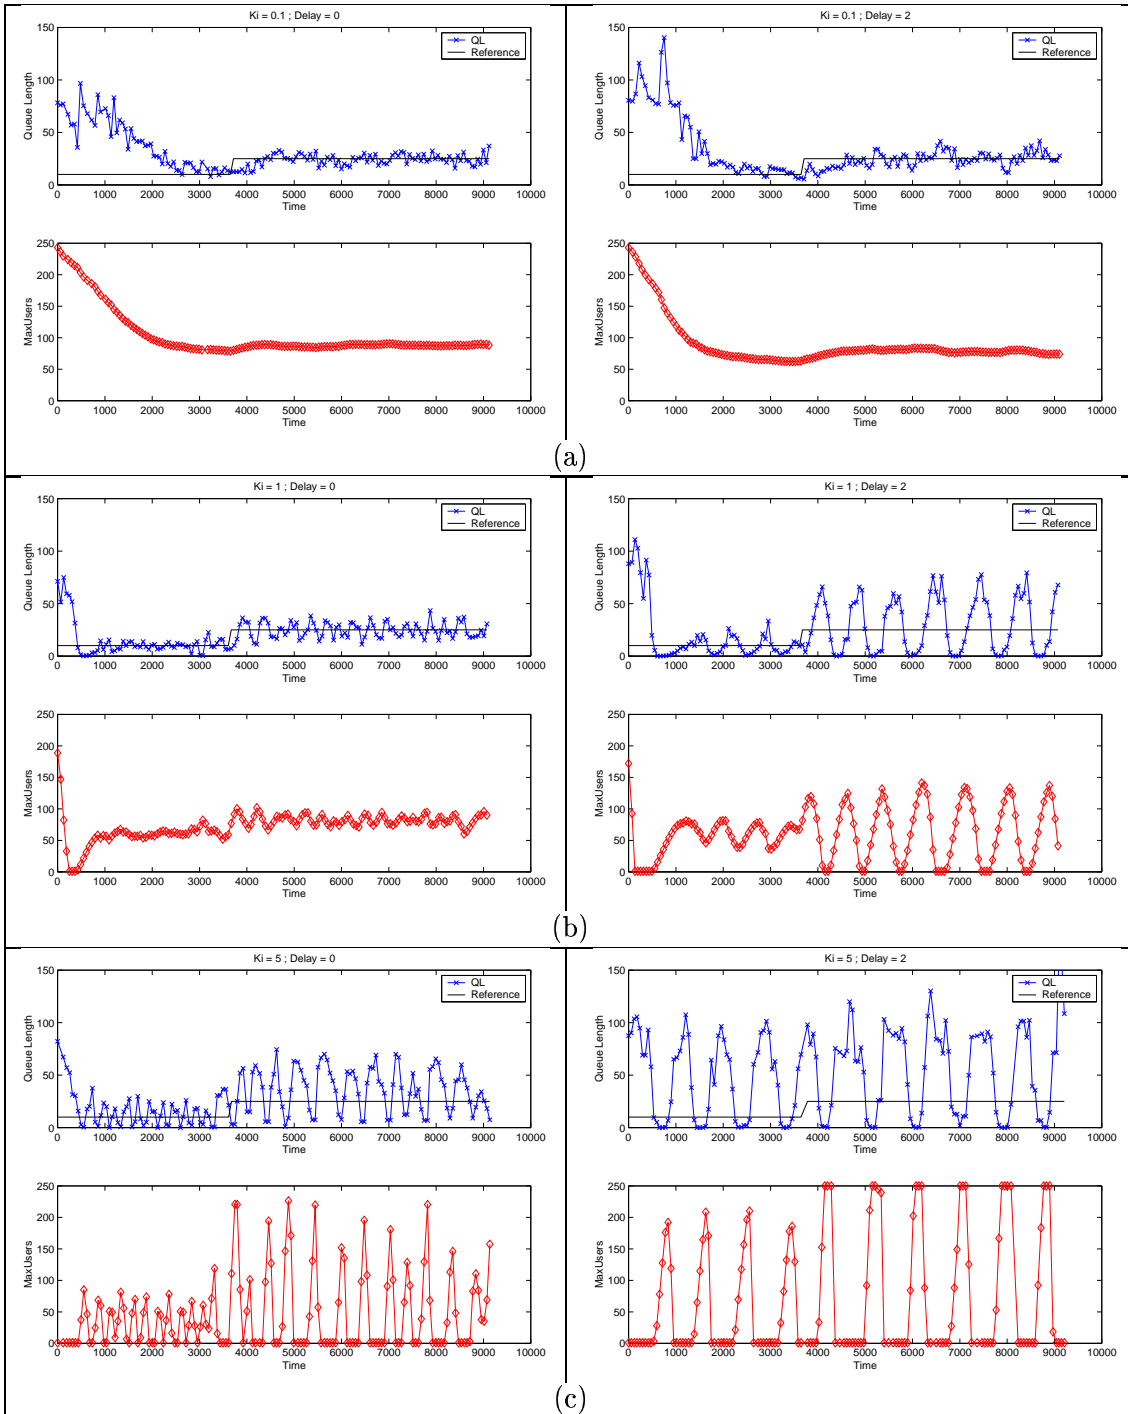 Ki = 0.1 ; Delay = 0
150
100
50
0
Queue Length
QL
Reference
0 1000 2000 3000 4000 5000 6000 7000 8000 9000 10000
Time
250
200
150
100
50
0
MaxUsers
0 1000 2000 3000 4000 5000 6000 7000 8000 9000 10000
Time
Ki = 0.1 ; Delay = 2
150
100
50
0
Queue Length
QL
Reference
0 1000 2000 3000 4000 5000 6000 7000 8000 9000 10000
Time
250
200
150
100
50
0
MaxUsers
0 1000 2000 3000 4000 5000 6000 7000 8000 9000 10000
Time
(a)
Ki = 1 ; Delay = 0
150
100
50
0
Queue Length
QL
Reference
0 1000 2000 3000 4000 5000 6000 7000 8000 9000 10000
Time
250
200
150
100
50
0
MaxUsers
0 1000 2000 3000 4000 5000 6000 7000 8000 9000 10000
Time
Ki = 1 ; Delay = 2
150
100
50
0
Queue Length
QL
Reference
0 1000 2000 3000 4000 5000 6000 7000 8000 9000 10000
Time
250
200
150
100
50
0
MaxUsers
0 1000 2000 3000 4000 5000 6000 7000 8000 9000 10000
Time
(b)
Ki = 5 ; Delay = 0
150
100
50
0
Queue Length
QL
Reference
0 1000 2000 3000 4000 5000 6000 7000 8000 9000 10000
Time
250
200
150
100
50
0
MaxUsers
0 1000 2000 3000 4000 5000 6000 7000 8000 9000 10000
Time
Ki = 5 ; Delay = 2
150
100
50
0
Queue Length
QL
Reference
0 1000 2000 3000 4000 5000 6000 7000 8000 9000 10000
Time
250
200
150
100
50
0
MaxUsers
0 1000 2000 3000 4000 5000 6000 7000 8000 9000 10000
Time
(c)